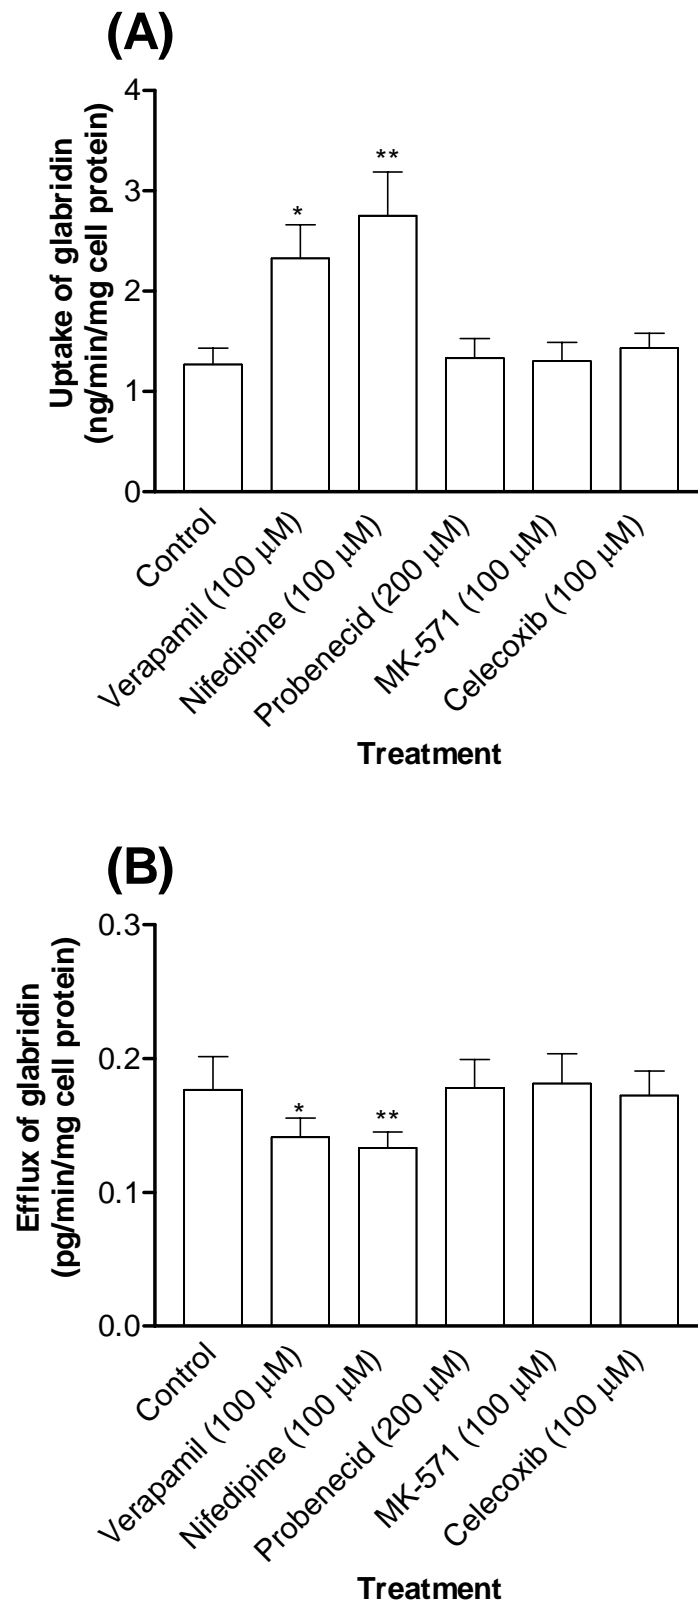 (A)
Uptake of glabridin
(ng/min/mg cell protein)
4
3
2
1
0
*
**
Control
Verapamil (100 μM)
Nifedipine (100 μM)
Probenecid (200 μM)
MK-571 (100 μM)
Celecoxib (100 μM)
Treatment
(B)
Efflux of glabridin
(pg/min/mg cell protein)
0.3
0.2
0.1
0.0
*
**
Control
Verapamil (100 μM)
Nifedipine (100 μM)
Probenecid (200 μM)
MK-571 (100 μM)
Celecoxib (100 μM)
Treatment